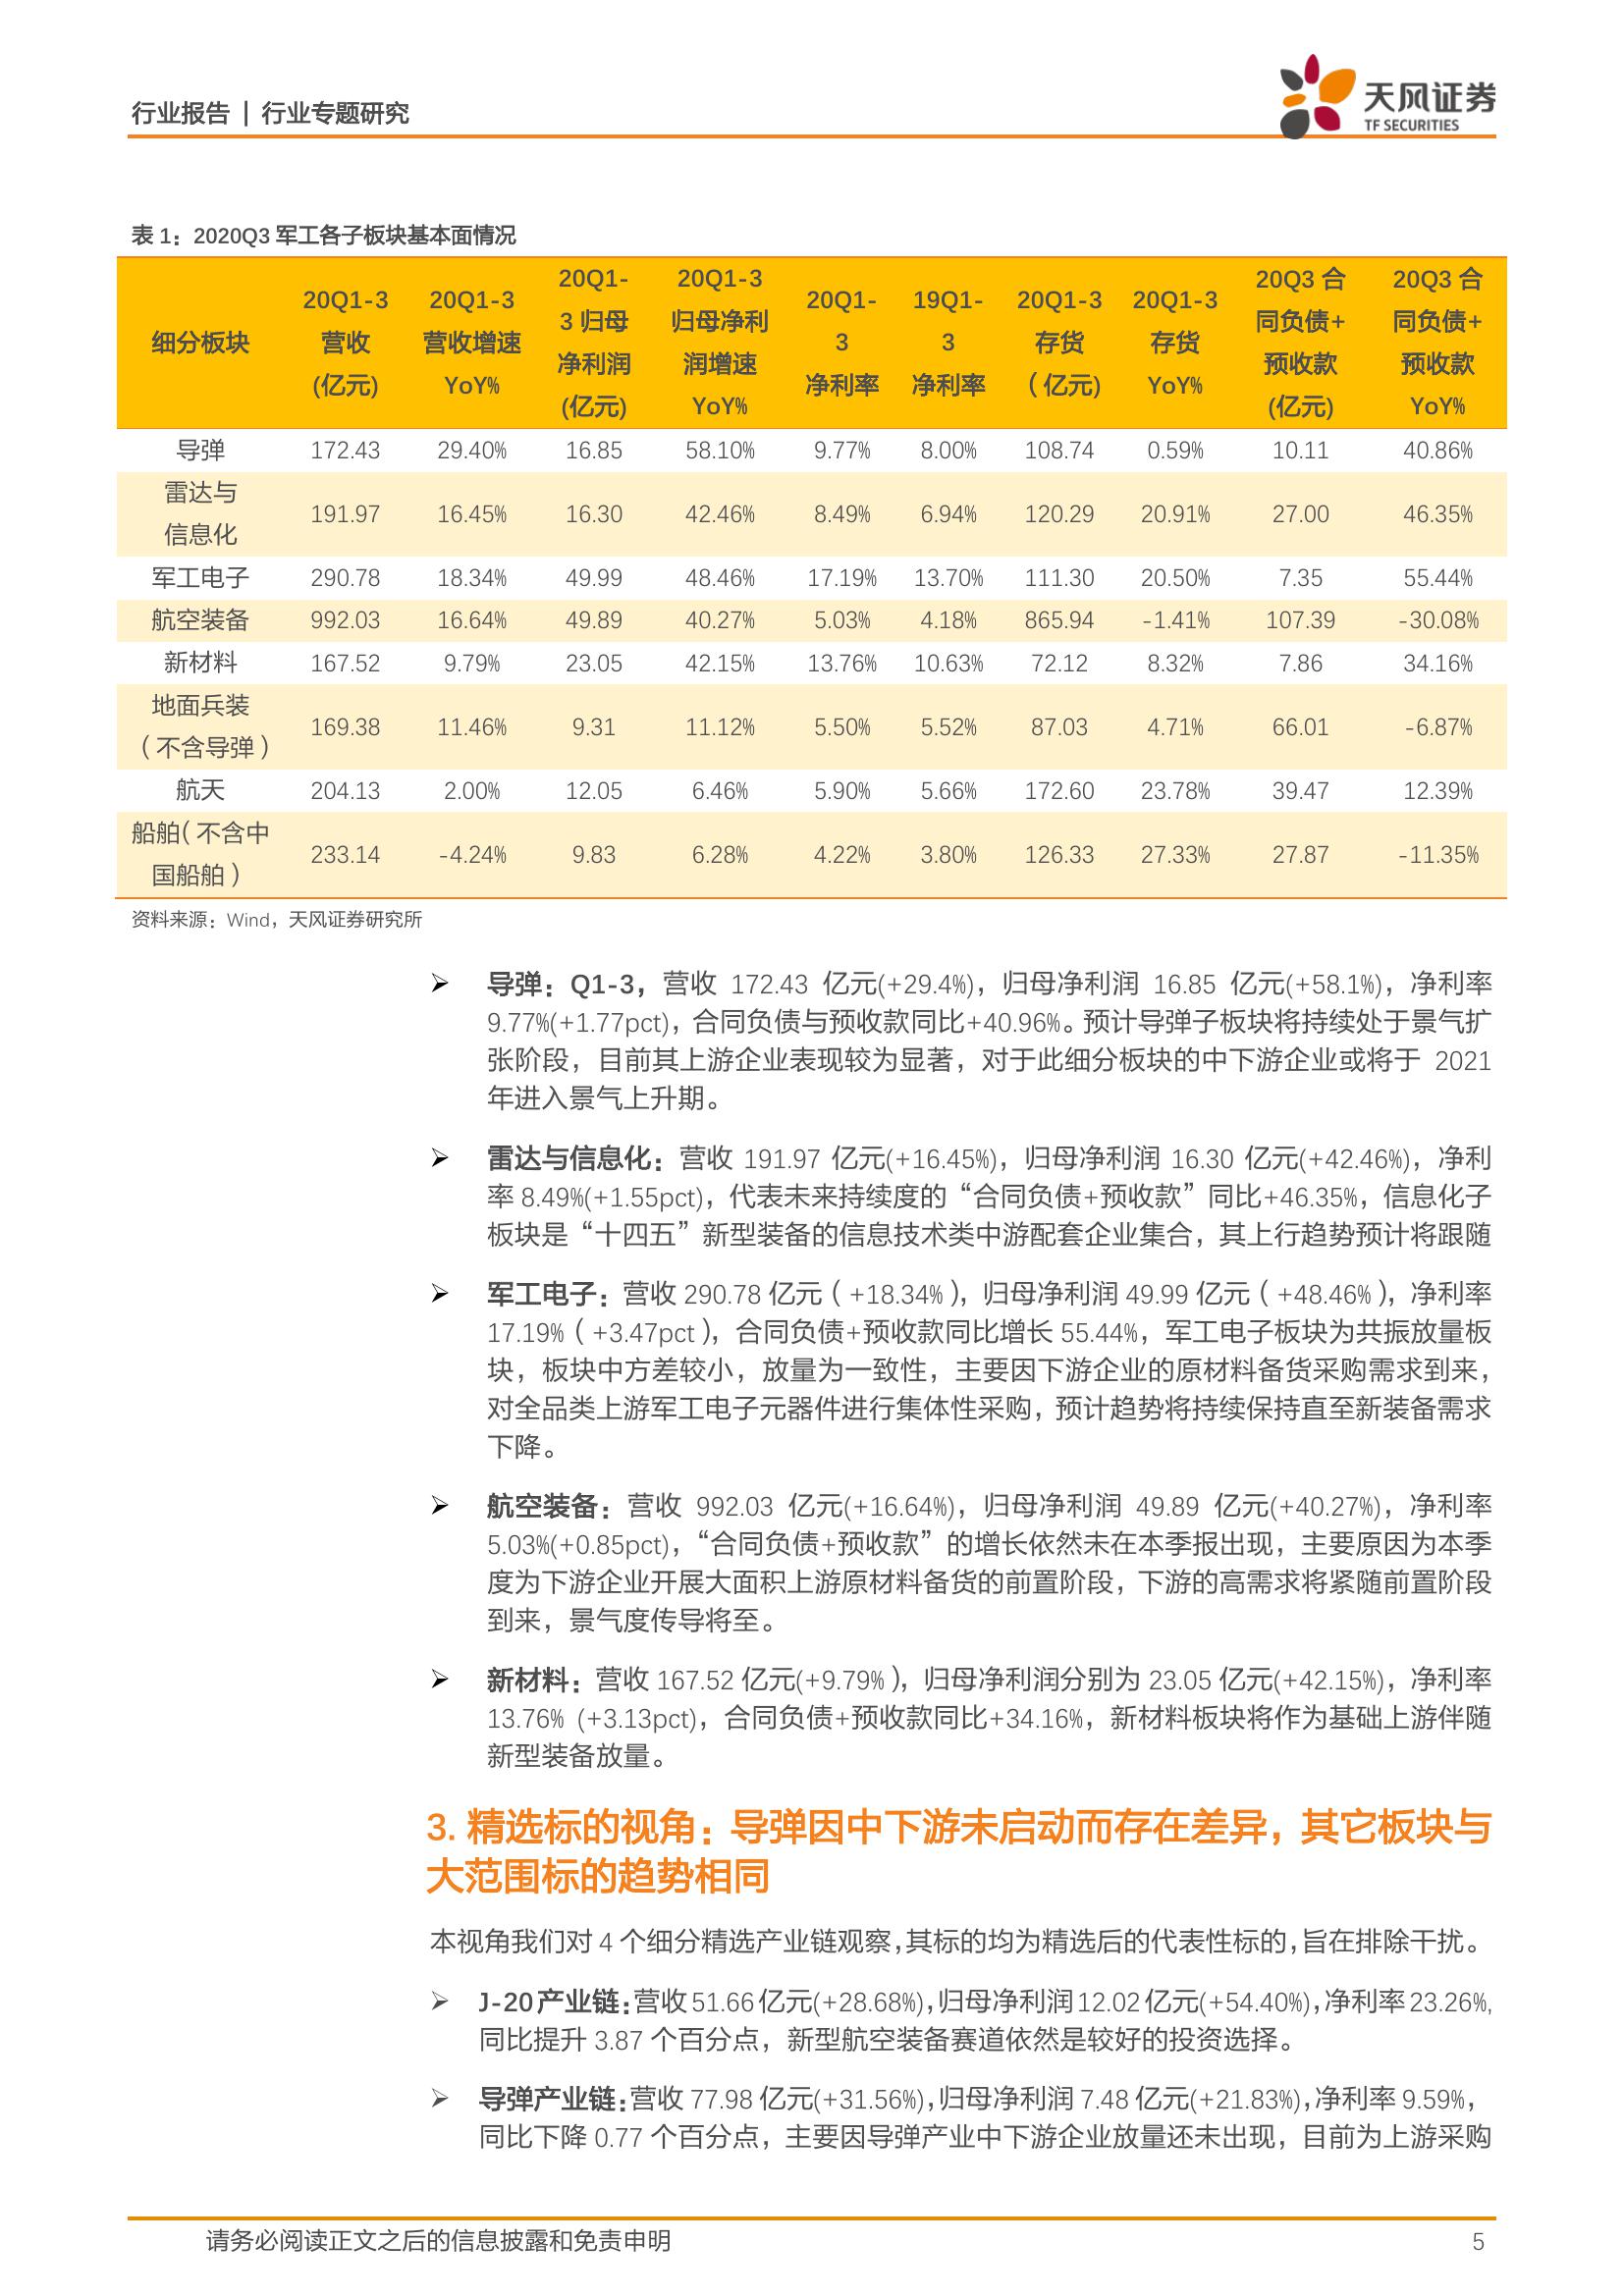 行业报告 | 行业专题研究
天风证券
TF SECURITIES
表 1：2020Q3 军工各子板块基本面情况
细分板块 20Q1-3 营收 (亿元) 20Q1-3 营收增速 YoY% 20Q1-3 归母净利润 (亿元) 20Q1-3 归母净利润增速 YoY% 20Q1-3 净利率 19Q1-3 净利率 20Q1-3 存货 （亿元) 20Q1-3 存货 YoY% 20Q3 合同负债+预收款 (亿元) 20Q3 合同负债+预收款 YoY%
导弹 172.43 29.40% 16.85 58.10% 9.77% 8.00% 108.74 0.59% 10.11 40.86%
雷达与信息化 191.97 16.45% 16.30 42.46% 8.49% 6.94% 120.29 20.91% 27.00 46.35%
军工电子 290.78 18.34% 49.99 48.46% 17.19% 13.70% 111.30 20.50% 7.35 55.44%
航空装备 992.03 16.64% 49.89 40.27% 5.03% 4.18% 865.94 -1.41% 107.39 -30.08%
新材料 167.52 9.79% 23.05 42.15% 13.76% 10.63% 72.12 8.32% 7.86 34.16%
地面兵装（不含导弹） 169.38 11.46% 9.31 11.12% 5.50% 5.52% 87.03 4.71% 66.01 -6.87%
航天 204.13 2.00% 12.05 6.46% 5.90% 5.66% 172.60 23.78% 39.47 12.39%
船舶（不含中国船舶） 233.14 -4.24% 9.83 6.28% 4.22% 3.80% 126.33 27.33% 27.87 -11.35%
资料来源：Wind，天风证券研究所
➢ 导弹：Q1-3，营收 172.43 亿元(+29.4%)，归母净利润 16.85 亿元(+58.1%)，净利率
9.77%(+1.77pct)，合同负债与预收款同比+40.96%。预计导弹子板块将持续处于景气扩
张阶段，目前其上游企业表现较为显著，对于此细分板块的中下游企业或将于 2021
年进入景气上升期。
➢ 雷达与信息化：营收 191.97 亿元(+16.45%)，归母净利润 16.30 亿元(+42.46%)，净利
率 8.49%(+1.55pct)，代表未来持续度的“合同负债+预收款”同比+46.35%，信息化子
板块是“十四五”新型装备的信息技术类中游配套企业集合，其上行趋势预计将跟随
➢ 军工电子：营收 290.78 亿元（+18.34%），归母净利润 49.99 亿元（+48.46%），净利率
17.19%（+3.47pct），合同负债+预收款同比增长 55.44%，军工电子板块为共振放量板
块，板块中方差较小，放量为一致性，主要因下游企业的原材料备货采购需求到来，
对全品类上游军工电子元器件进行集体性采购，预计趋势将持续保持直至新装备需求
下降。
➢ 航空装备：营收 992.03 亿元(+16.64%)，归母净利润 49.89 亿元(+40.27%)，净利率
5.03%(+0.85pct)，“合同负债+预收款”的增长依然未在本季报出现，主要原因为本季
度为下游企业开展大面积上游原材料备货的前置阶段，下游的高需求将紧随前置阶段
到来，景气度传导将至。
➢ 新材料：营收 167.52 亿元(+9.79%），归母净利润分别为 23.05 亿元(+42.15%)，净利率
13.76% (+3.13pct)，合同负债+预收款同比+34.16%，新材料板块将作为基础上游伴随
新型装备放量。
3. 精选标的视角：导弹因中下游未启动而存在差异，其它板块与
大范围标的趋势相同
本视角我们对 4 个细分精选产业链观察，其标的均为精选后的代表性标的，旨在排除干扰。
➢ J-20 产业链：营收 51.66 亿元(+28.68%)，归母净利润 12.02 亿元(+54.40%)，净利率 23.26%,
同比提升 3.87 个百分点，新型航空装备赛道依然是较好的投资选择。
➢ 导弹产业链：营收 77.98 亿元(+31.56%)，归母净利润 7.48 亿元(+21.83%)，净利率 9.59%，
同比下降 0.77 个百分点，主要因导弹产业中下游企业放量还未出现，目前为上游采购
请务必阅读正文之后的信息披露和免责申明 5